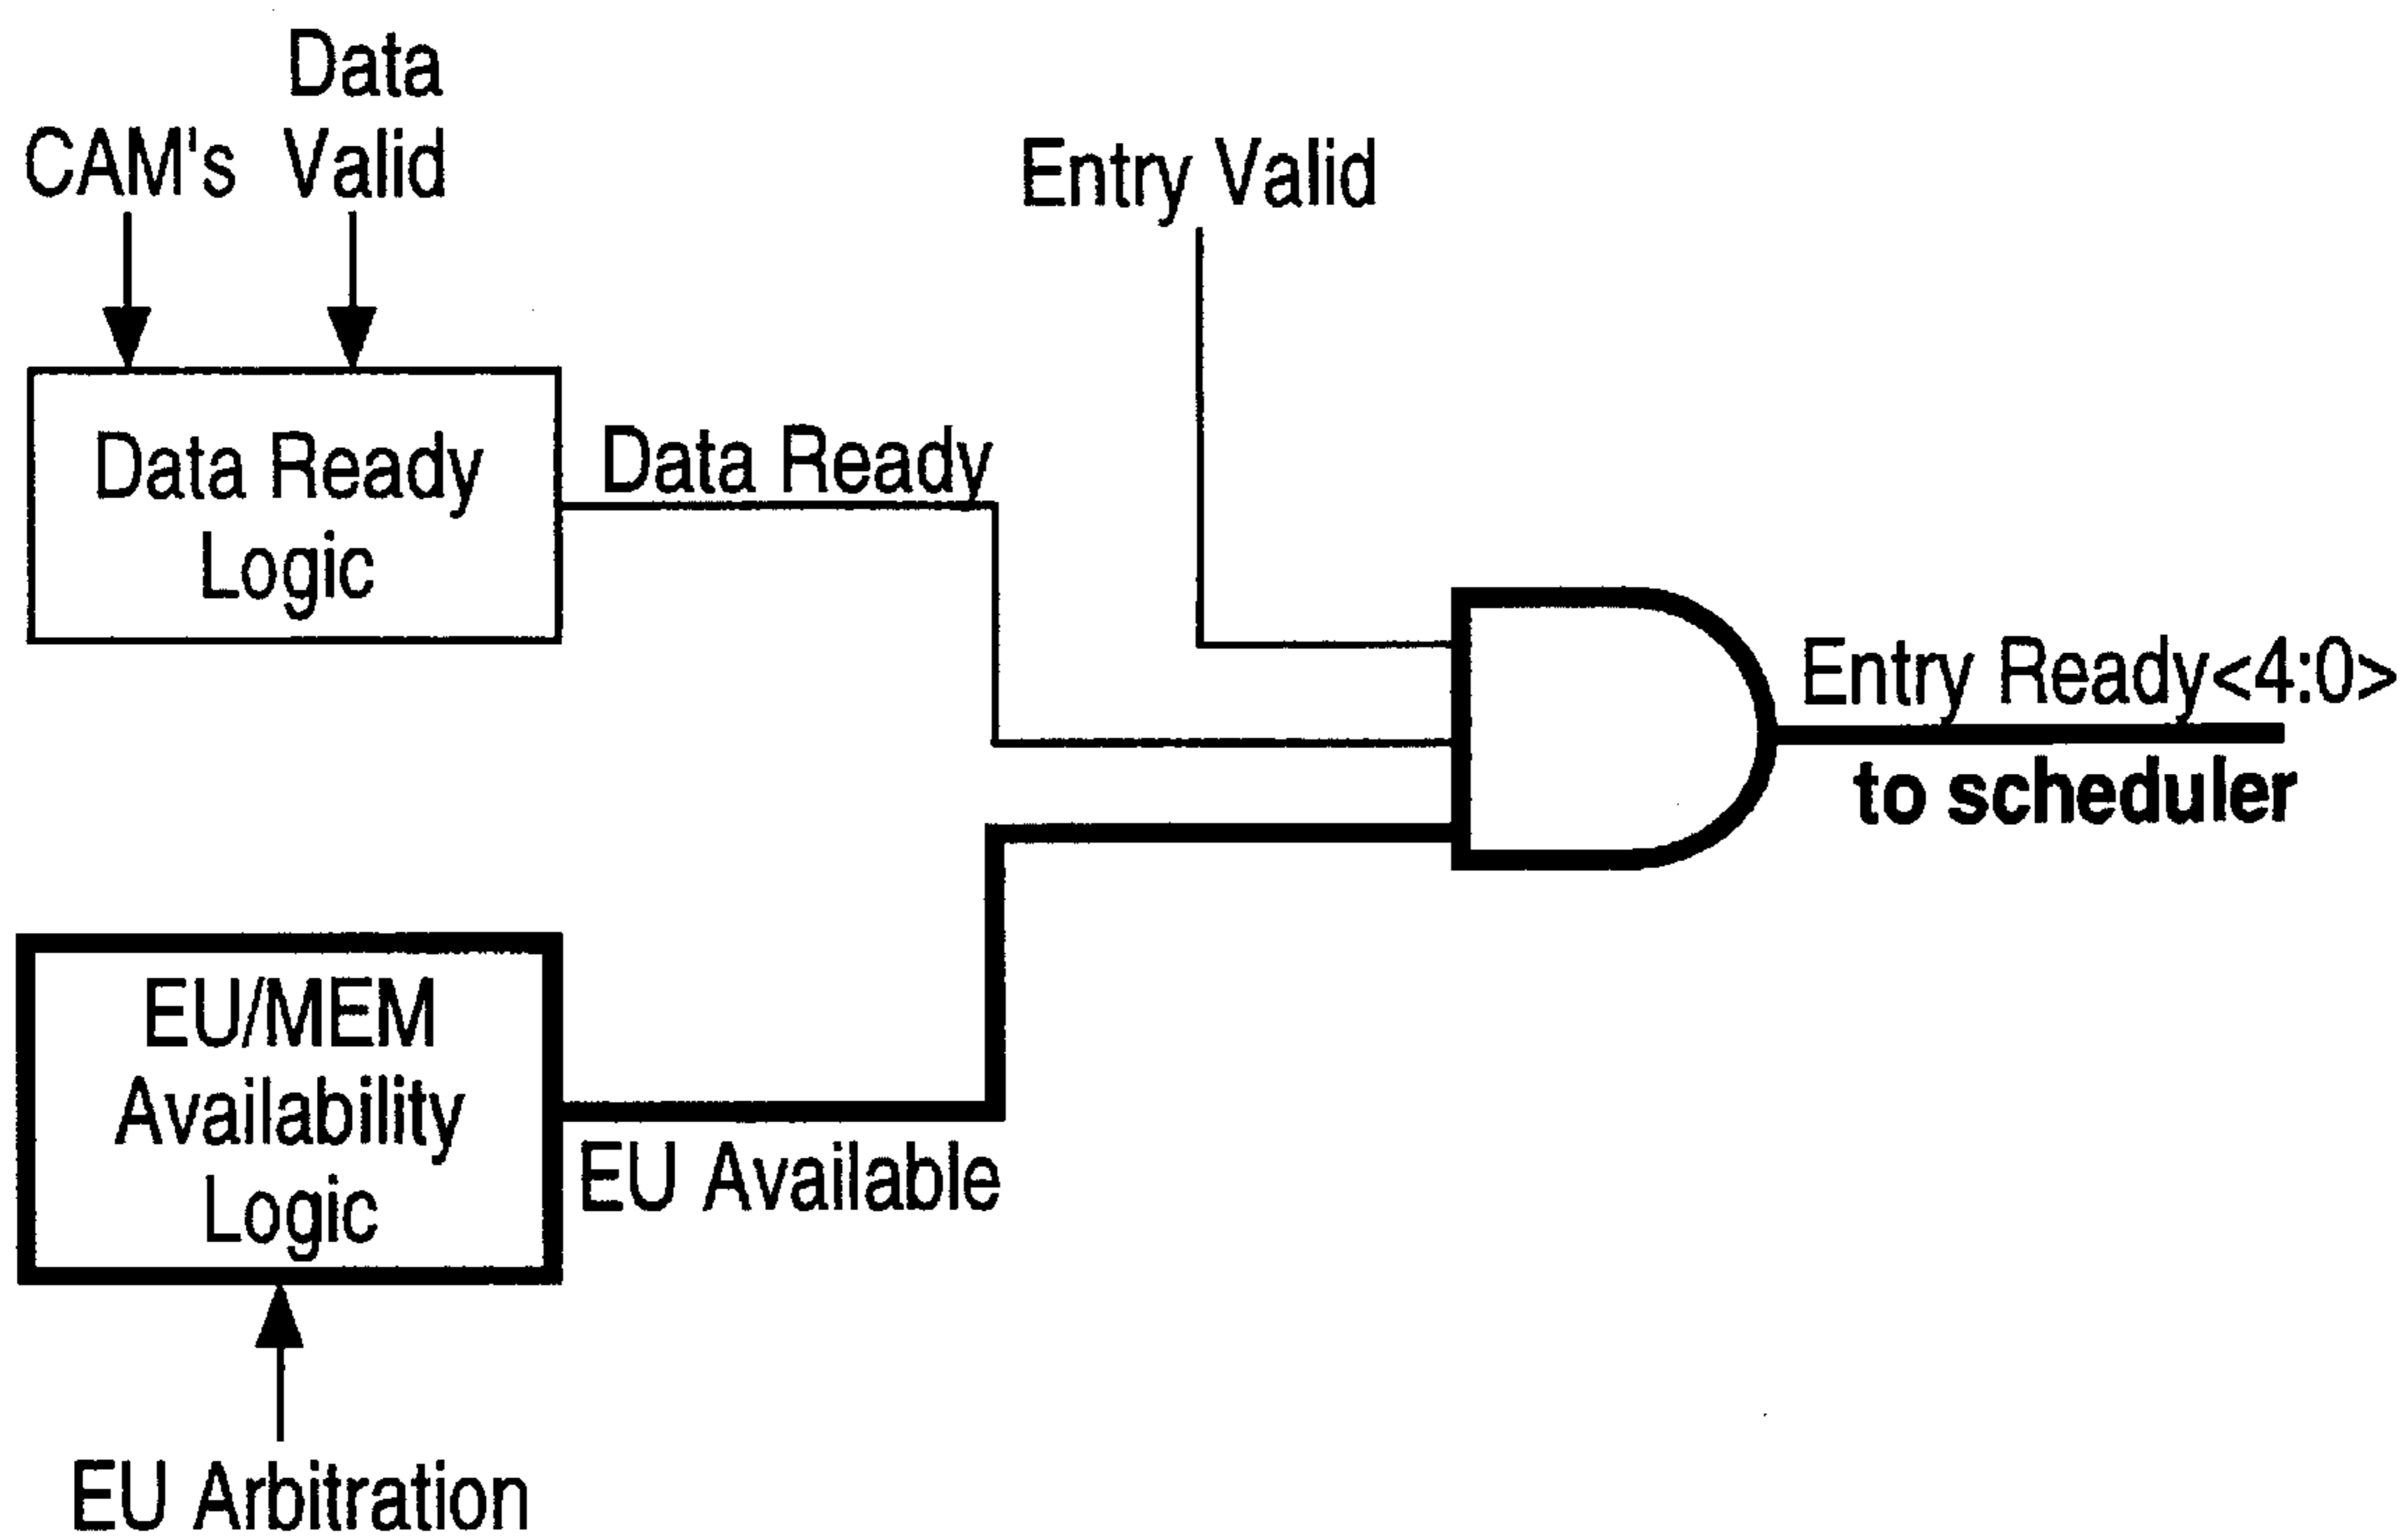 Data
CAM's Valid
Entry Valid
Data Ready
Logic
Data Ready
Entry Ready<4:0>
to scheduler
EU/MEM
Availability
Logic
EU Available
EU Arbitration